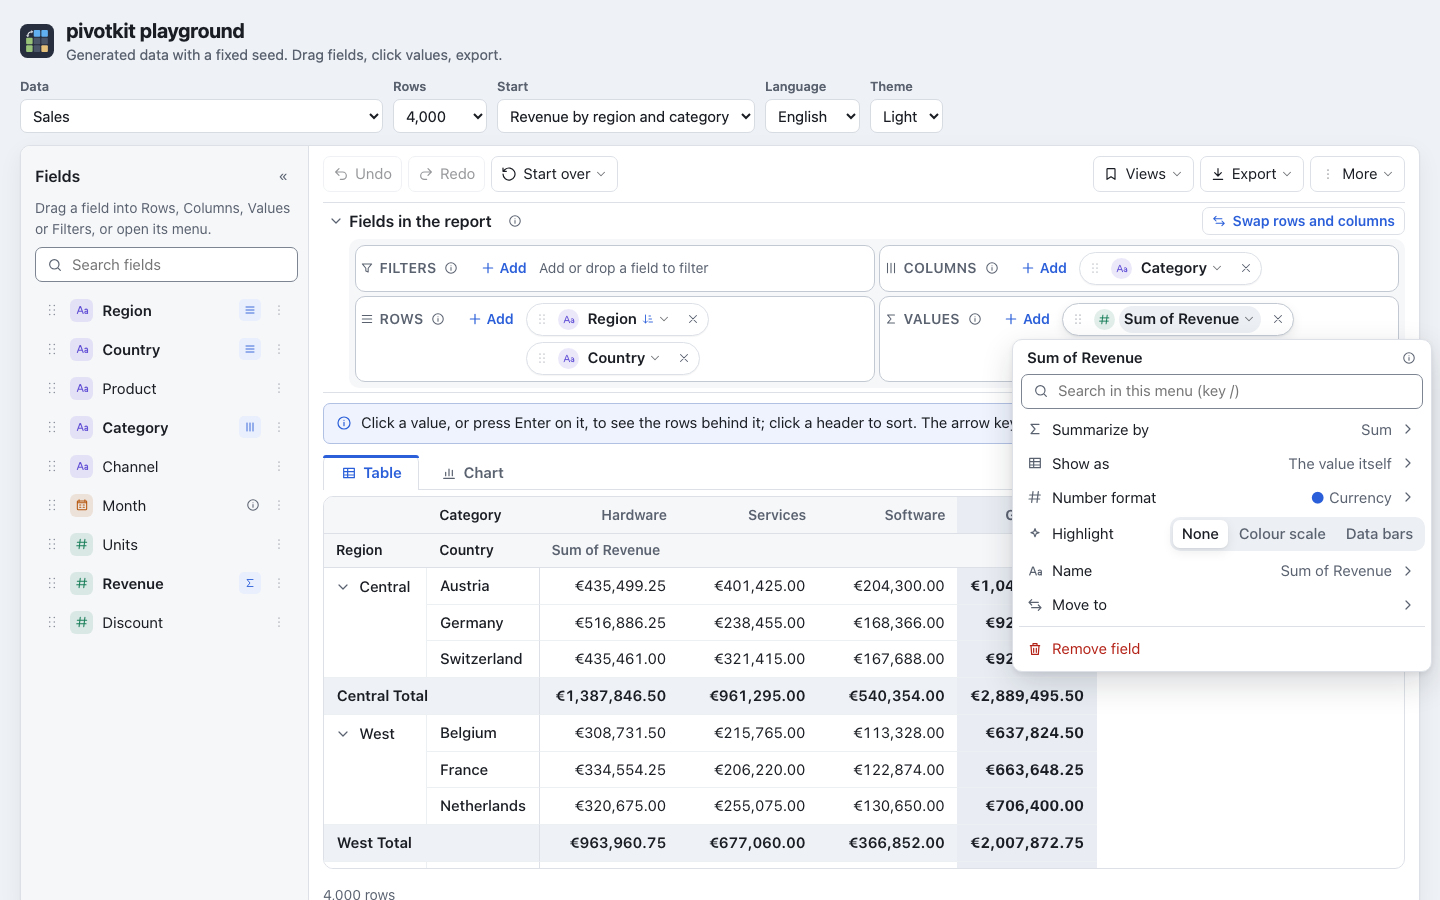 pivotkit playground
Generated data with a fixed seed. Drag fields, click values, export.
Data
Rows
Start
Language
Theme
Sales
4,000
Revenue by region and category
English
Light
Fields
«
Drag a field into Rows, Columns, Values
or Filters, or open its menu.
Search fields
Aa Region
Aa Country
Aa Product
Aa Category
Aa Channel
Month
# Units
# Revenue Σ
# Discount
Undo
Redo
Start over
Views
Export
More
Fields in the report
Swap rows and columns
FILTERS
+ Add
Add or drop a field to filter
COLUMNS
+ Add
Aa Category
ROWS
+ Add
Aa Region
Aa Country
Σ VALUES
+ Add
# Sum of Revenue
Sum of Revenue
Search in this menu (key /)
Σ Summarize by Sum
Show as The value itself
# Number format Currency
Highlight None Colour scale Data bars
Aa Name Sum of Revenue
Move to
Remove field
Click a value, or press Enter on it, to see the rows behind it; click a header to sort. The arrow
Table
Chart
Category Hardware Services Software
Region Country Sum of Revenue
Central Austria €435,499.25 €401,425.00 €204,300.00
Germany €516,886.25 €238,455.00 €168,366.00
Switzerland €435,461.00 €321,415.00 €167,688.00
Central Total €1,387,846.50 €961,295.00 €540,354.00 €2,889,495.50
West Belgium €308,731.50 €215,765.00 €113,328.00 €637,824.50
France €334,554.25 €206,220.00 €122,874.00 €663,648.25
Netherlands €320,675.00 €255,075.00 €130,650.00 €706,400.00
West Total €963,960.75 €677,060.00 €366,852.00 €2,007,872.75
4,000 rows